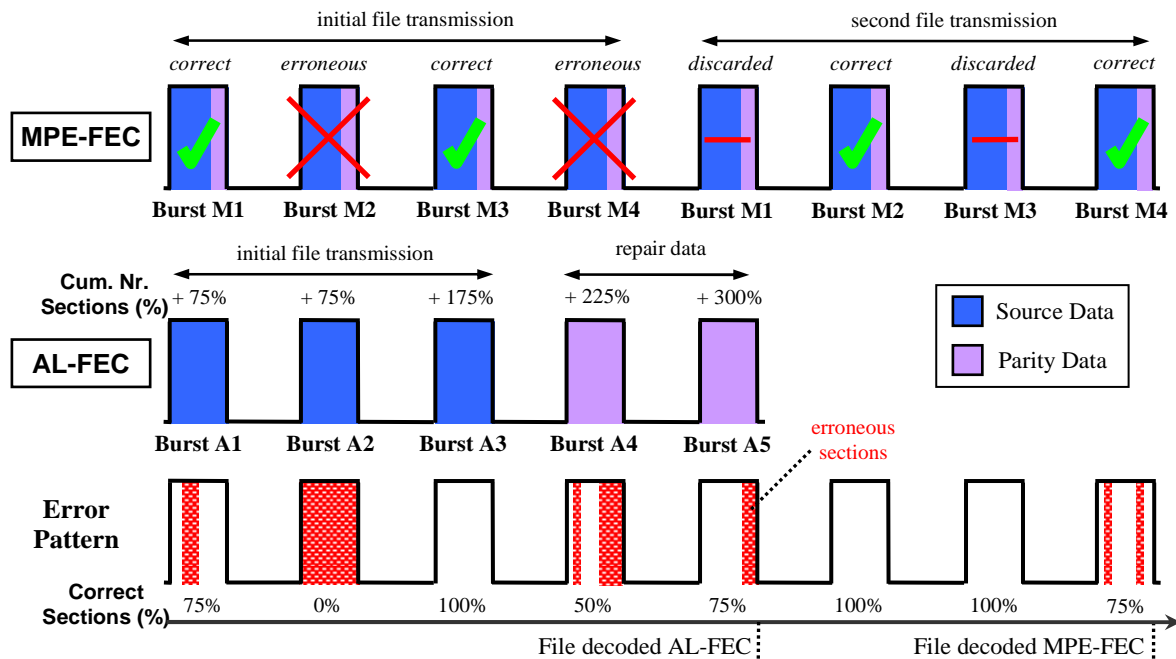 initial file transmission second file transmission
correct erroneous correct erroneous discarded correct discarded correct
MPE-FEC
Burst M1 Burst M2 Burst M3 Burst M4 Burst M1 Burst M2 Burst M3 Burst M4
initial file transmission repair data
Cum. Nr.
Sections (%)
+ 75% + 75% + 175% + 225% + 300%
Source Data
AL-FEC
Parity Data
Burst A1 Burst A2 Burst A3 Burst A4 Burst A5
erroneous
sections
Error
Pattern
Correct
Sections (%)
75% 0% 100% 50% 75% 100% 100% 75%
File decoded AL-FEC File decoded MPE-FEC